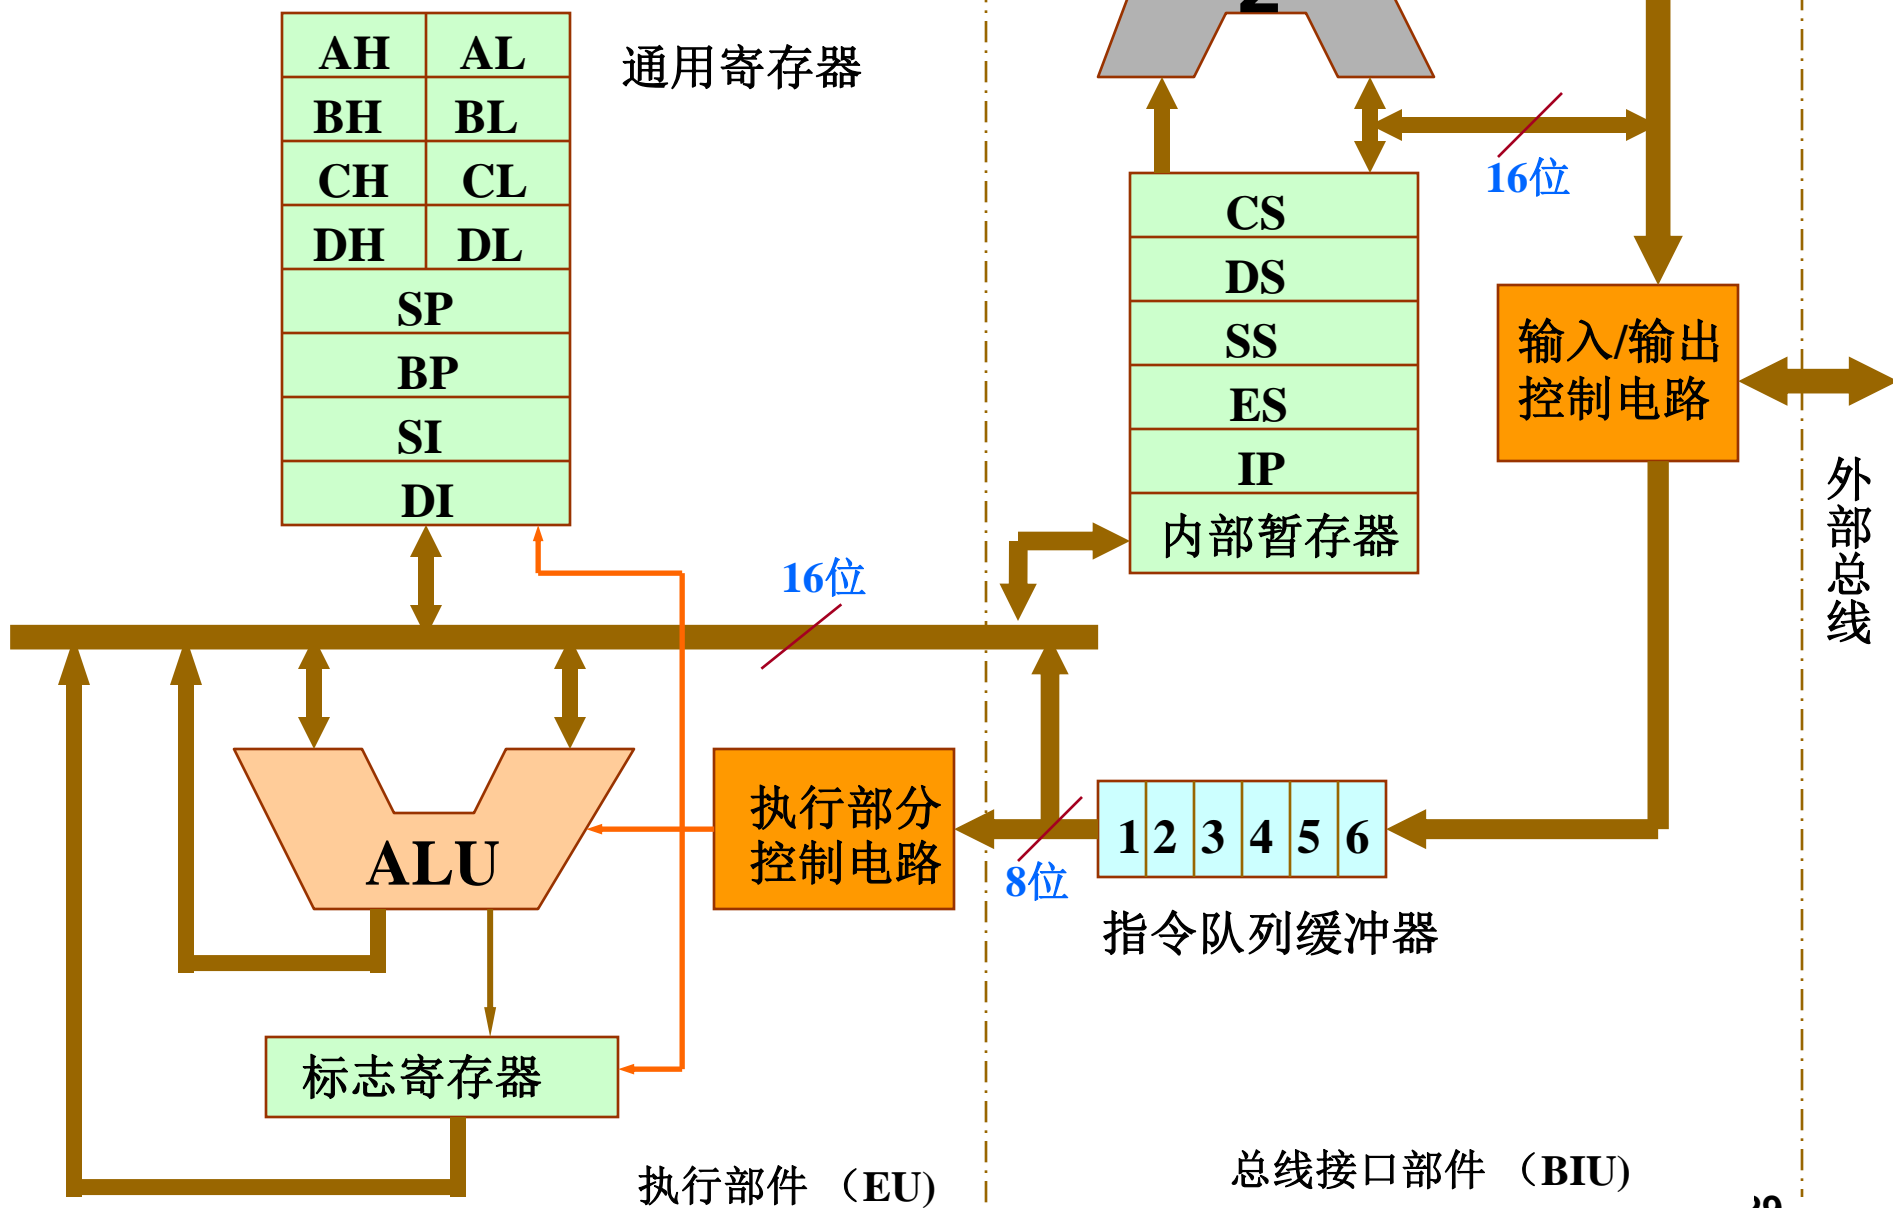 AH AL
BH BL
CH CL
DH DL
SP
BP
SI
DI
通用寄存器
16位
CS
DS
SS
ES
IP
内部暂存器
输入/输出
控制电路
外部总线
16位
ALU
执行部分
控制电路
8位
1 2 3 4 5 6
指令队列缓冲器
标志寄存器
执行部件 （EU)
总线接口部件 （BIU)